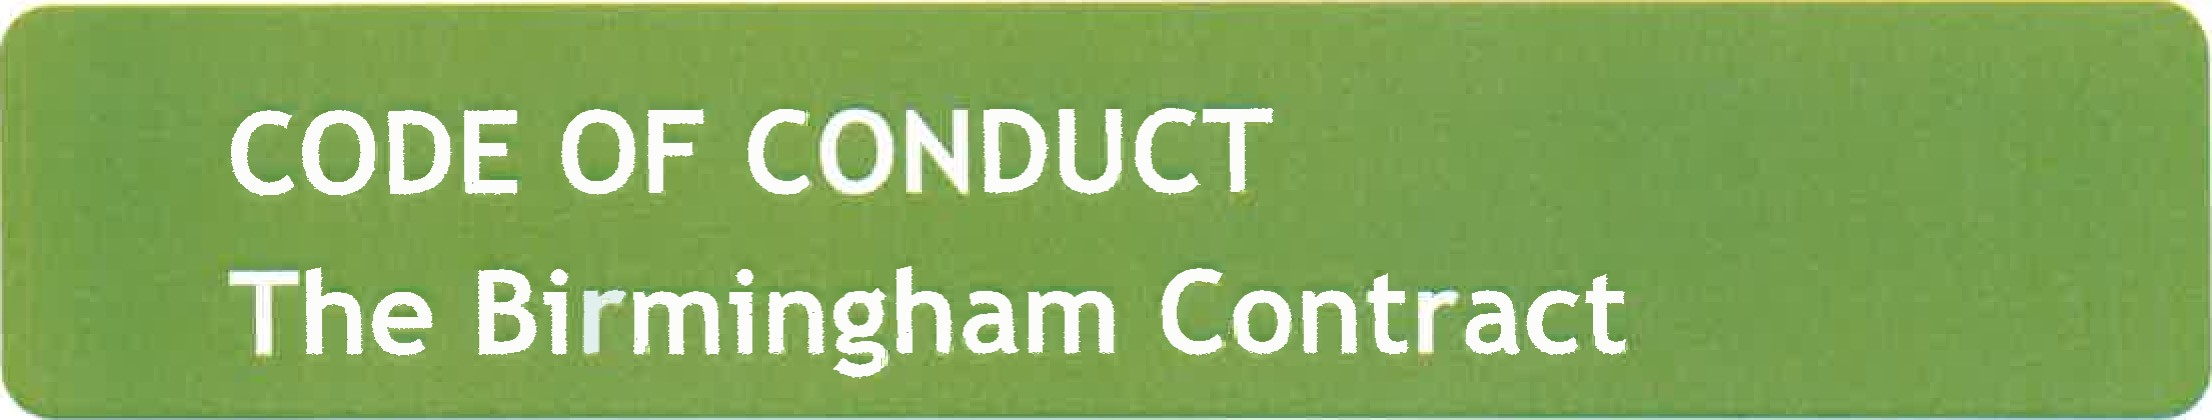 CODE OF CONDUCT
The Birmingham Contract